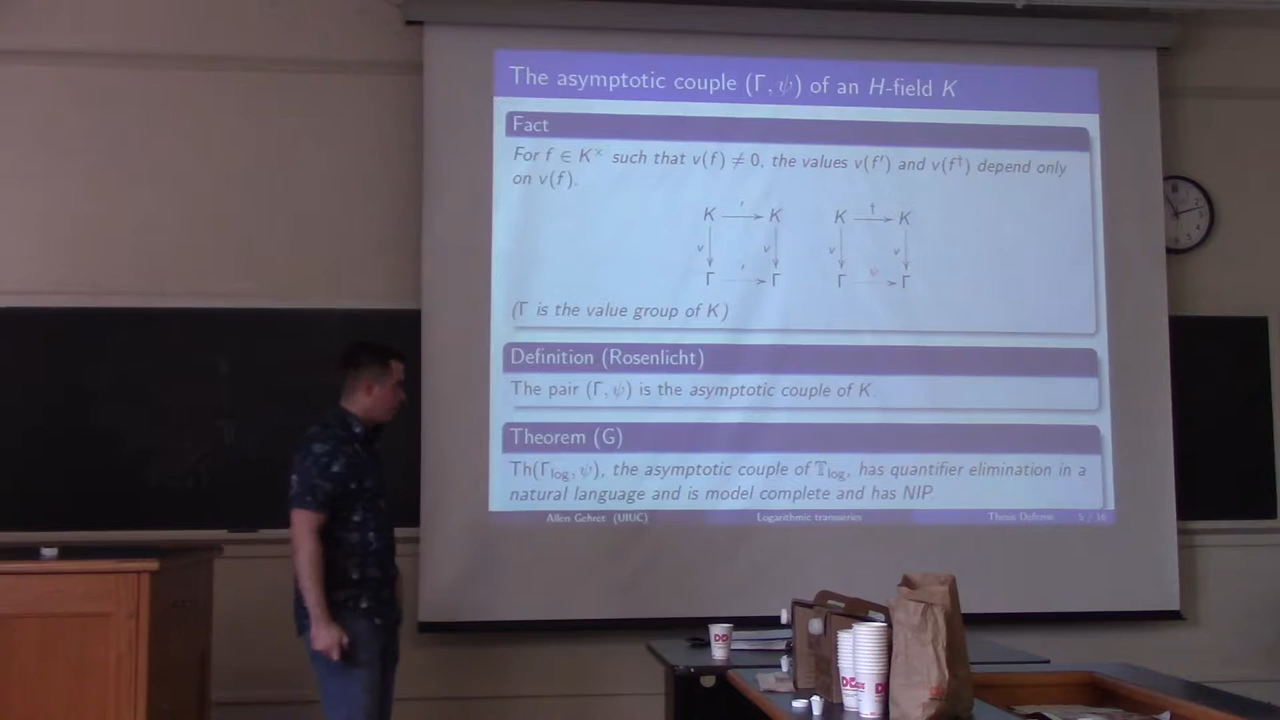 The asymptotic couple (Γ, ψ) of an H-field K
Fact
For f ∈ K× such that v(f) ≠ 0, the values v(f′) and v(f†) depend only
on v(f).
K ′ K K † K
v v v v
Γ ′ Γ Γ ψ Γ
(Γ is the value group of K)
Definition (Rosenlicht)
The pair (Γ, ψ) is the asymptotic couple of K.
Theorem (G)
Th(Γlog, ψ), the asymptotic couple of 𝕋log, has quantifier elimination in a
natural language and is model complete and has NIP.
Allen Gehret (UIUC) Logarithmic transseries Thesis Defense 5 / 16
DD